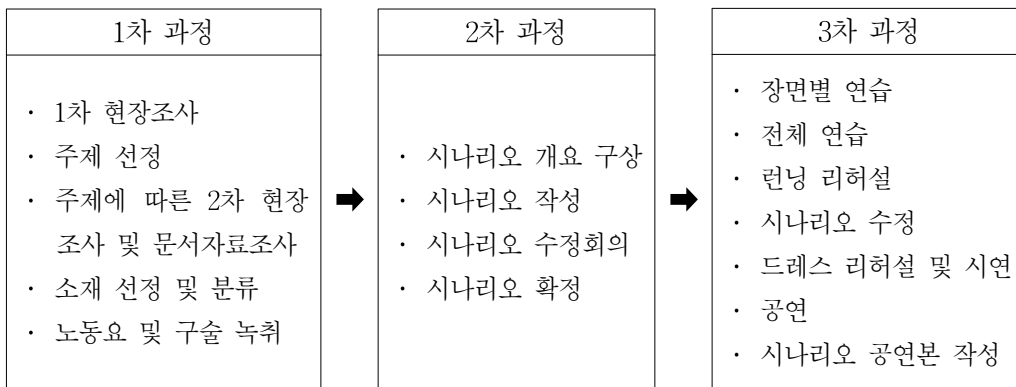 1차 과정
· 1차 현장조사
· 주제 선정
· 주제에 따른 2차 현장
조사 및 문서자료조사
· 소재 선정 및 분류
· 노동요 및 구술 녹취
2차 과정
· 시나리오 개요 구상
· 시나리오 작성
· 시나리오 수정회의
· 시나리오 확정
3차 과정
· 장면별 연습
· 전체 연습
· 런닝 리허설
· 시나리오 수정
· 드레스 리허설 및 시연
· 공연
· 시나리오 공연본 작성